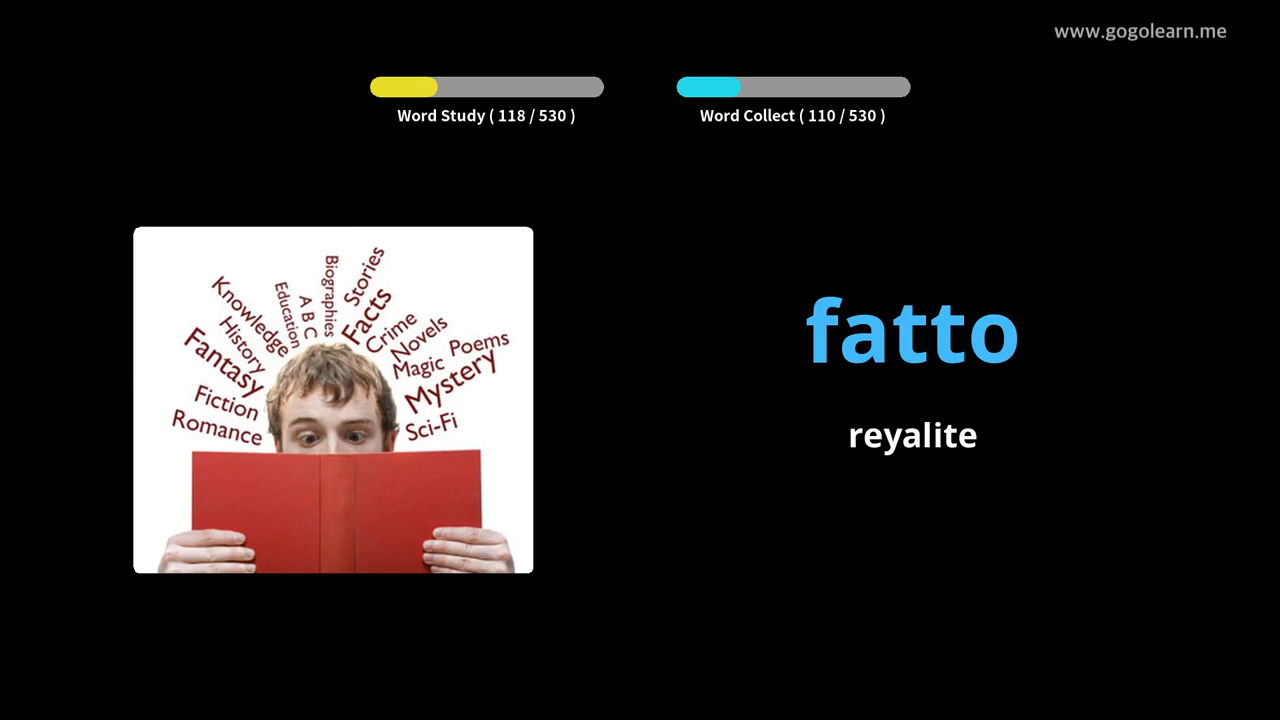 www.gogolearn.me
Word Study ( 118 / 530 )
Word Collect ( 110 / 530 )
Biographies
Stories
Knowledge
Education
A B C
Facts
History
Crime
Novels
Fantasy
Magic
Poems
Mystery
Fiction
Romance
Sci-Fi
fatto
reyalite